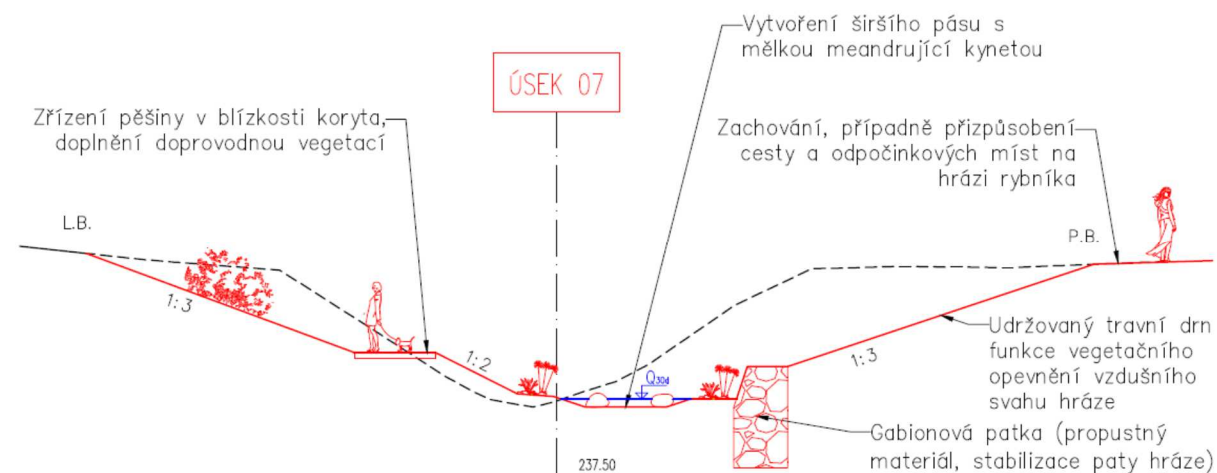 Vytvoření širšího pásu s
mělkou meandrující kynetou
ÚSEK 07
Zřízení pěšiny v blízkosti koryta,
doplnění doprovodnou vegetací
Zachování, případně přizpůsobení
cesty a odpočinkových míst na
hrázi rybníka
L.B.
P.B.
1:3
1:2
Q30d
1:3
Udržovaný travní drn
funkce vegetačního
opevnění vzdušního
svahu hráze
Gabionová patka (propustný
materiál, stabilizace paty hráze)
237.50